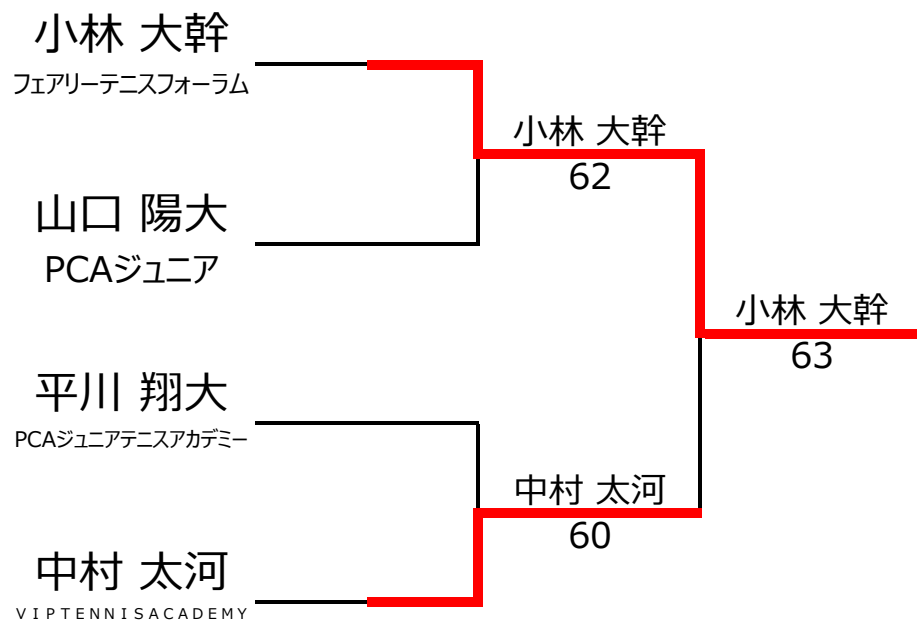 小林 大幹
フェアリーテニスフォーラム
小林 大幹
62
山口 陽大
PCAジュニア
小林 大幹
63
平川 翔大
PCAジュニアテニスアカデミー
中村 太河
60
中村 太河
ＶＩＰＴＥＮＮＩＳＡＣＡＤＥＭＹ